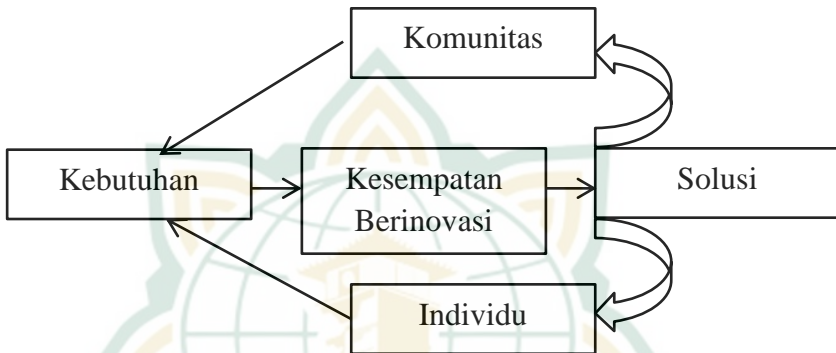 Komunitas
Kebutuhan
Kesempatan
Berinovasi
Solusi
Individu